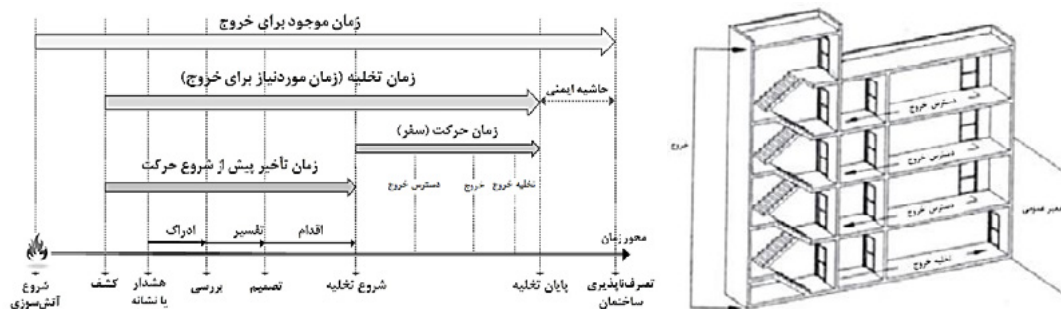 زمان موجود برای خروج
زمان تخلیه (زمان موردنیاز برای خروج)
حاشیه ایمنی
زمان حرکت (سفر)
زمان تأخیر پیش از شروع حرکت
دسترس خروج
خروج
تخلیه خروج
ادراک
تفسیر
اقدام
محور زمان
شروع
آتش‌سوزی
کشف
هشدار
یا نشانه
بررسی
تصمیم
شروع تخلیه
پایان تخلیه
تصرف‌ناپذیری
ساختمان
خروج
دسترس خروج
دسترس خروج
دسترس خروج
تخلیه خروج
معبر عمومی